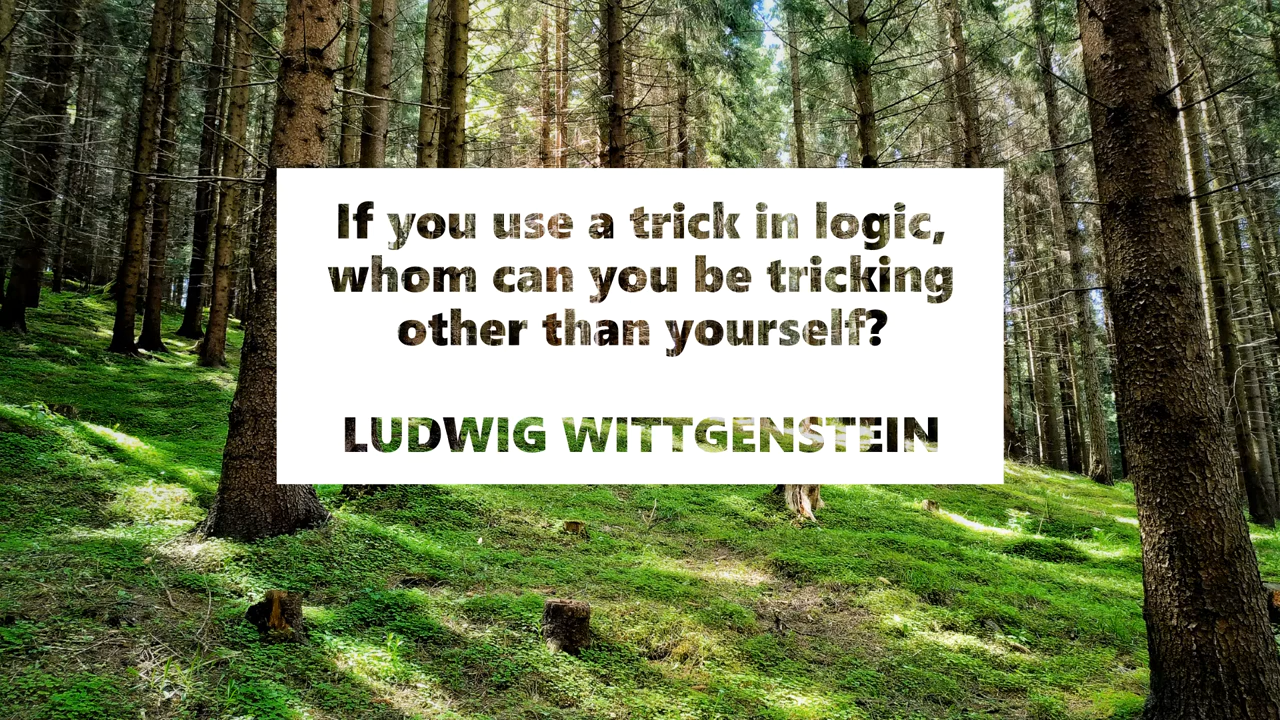 If you use a trick in logic,
whom can you be tricking
other than yourself?
LUDWIG WITTGENSTEIN